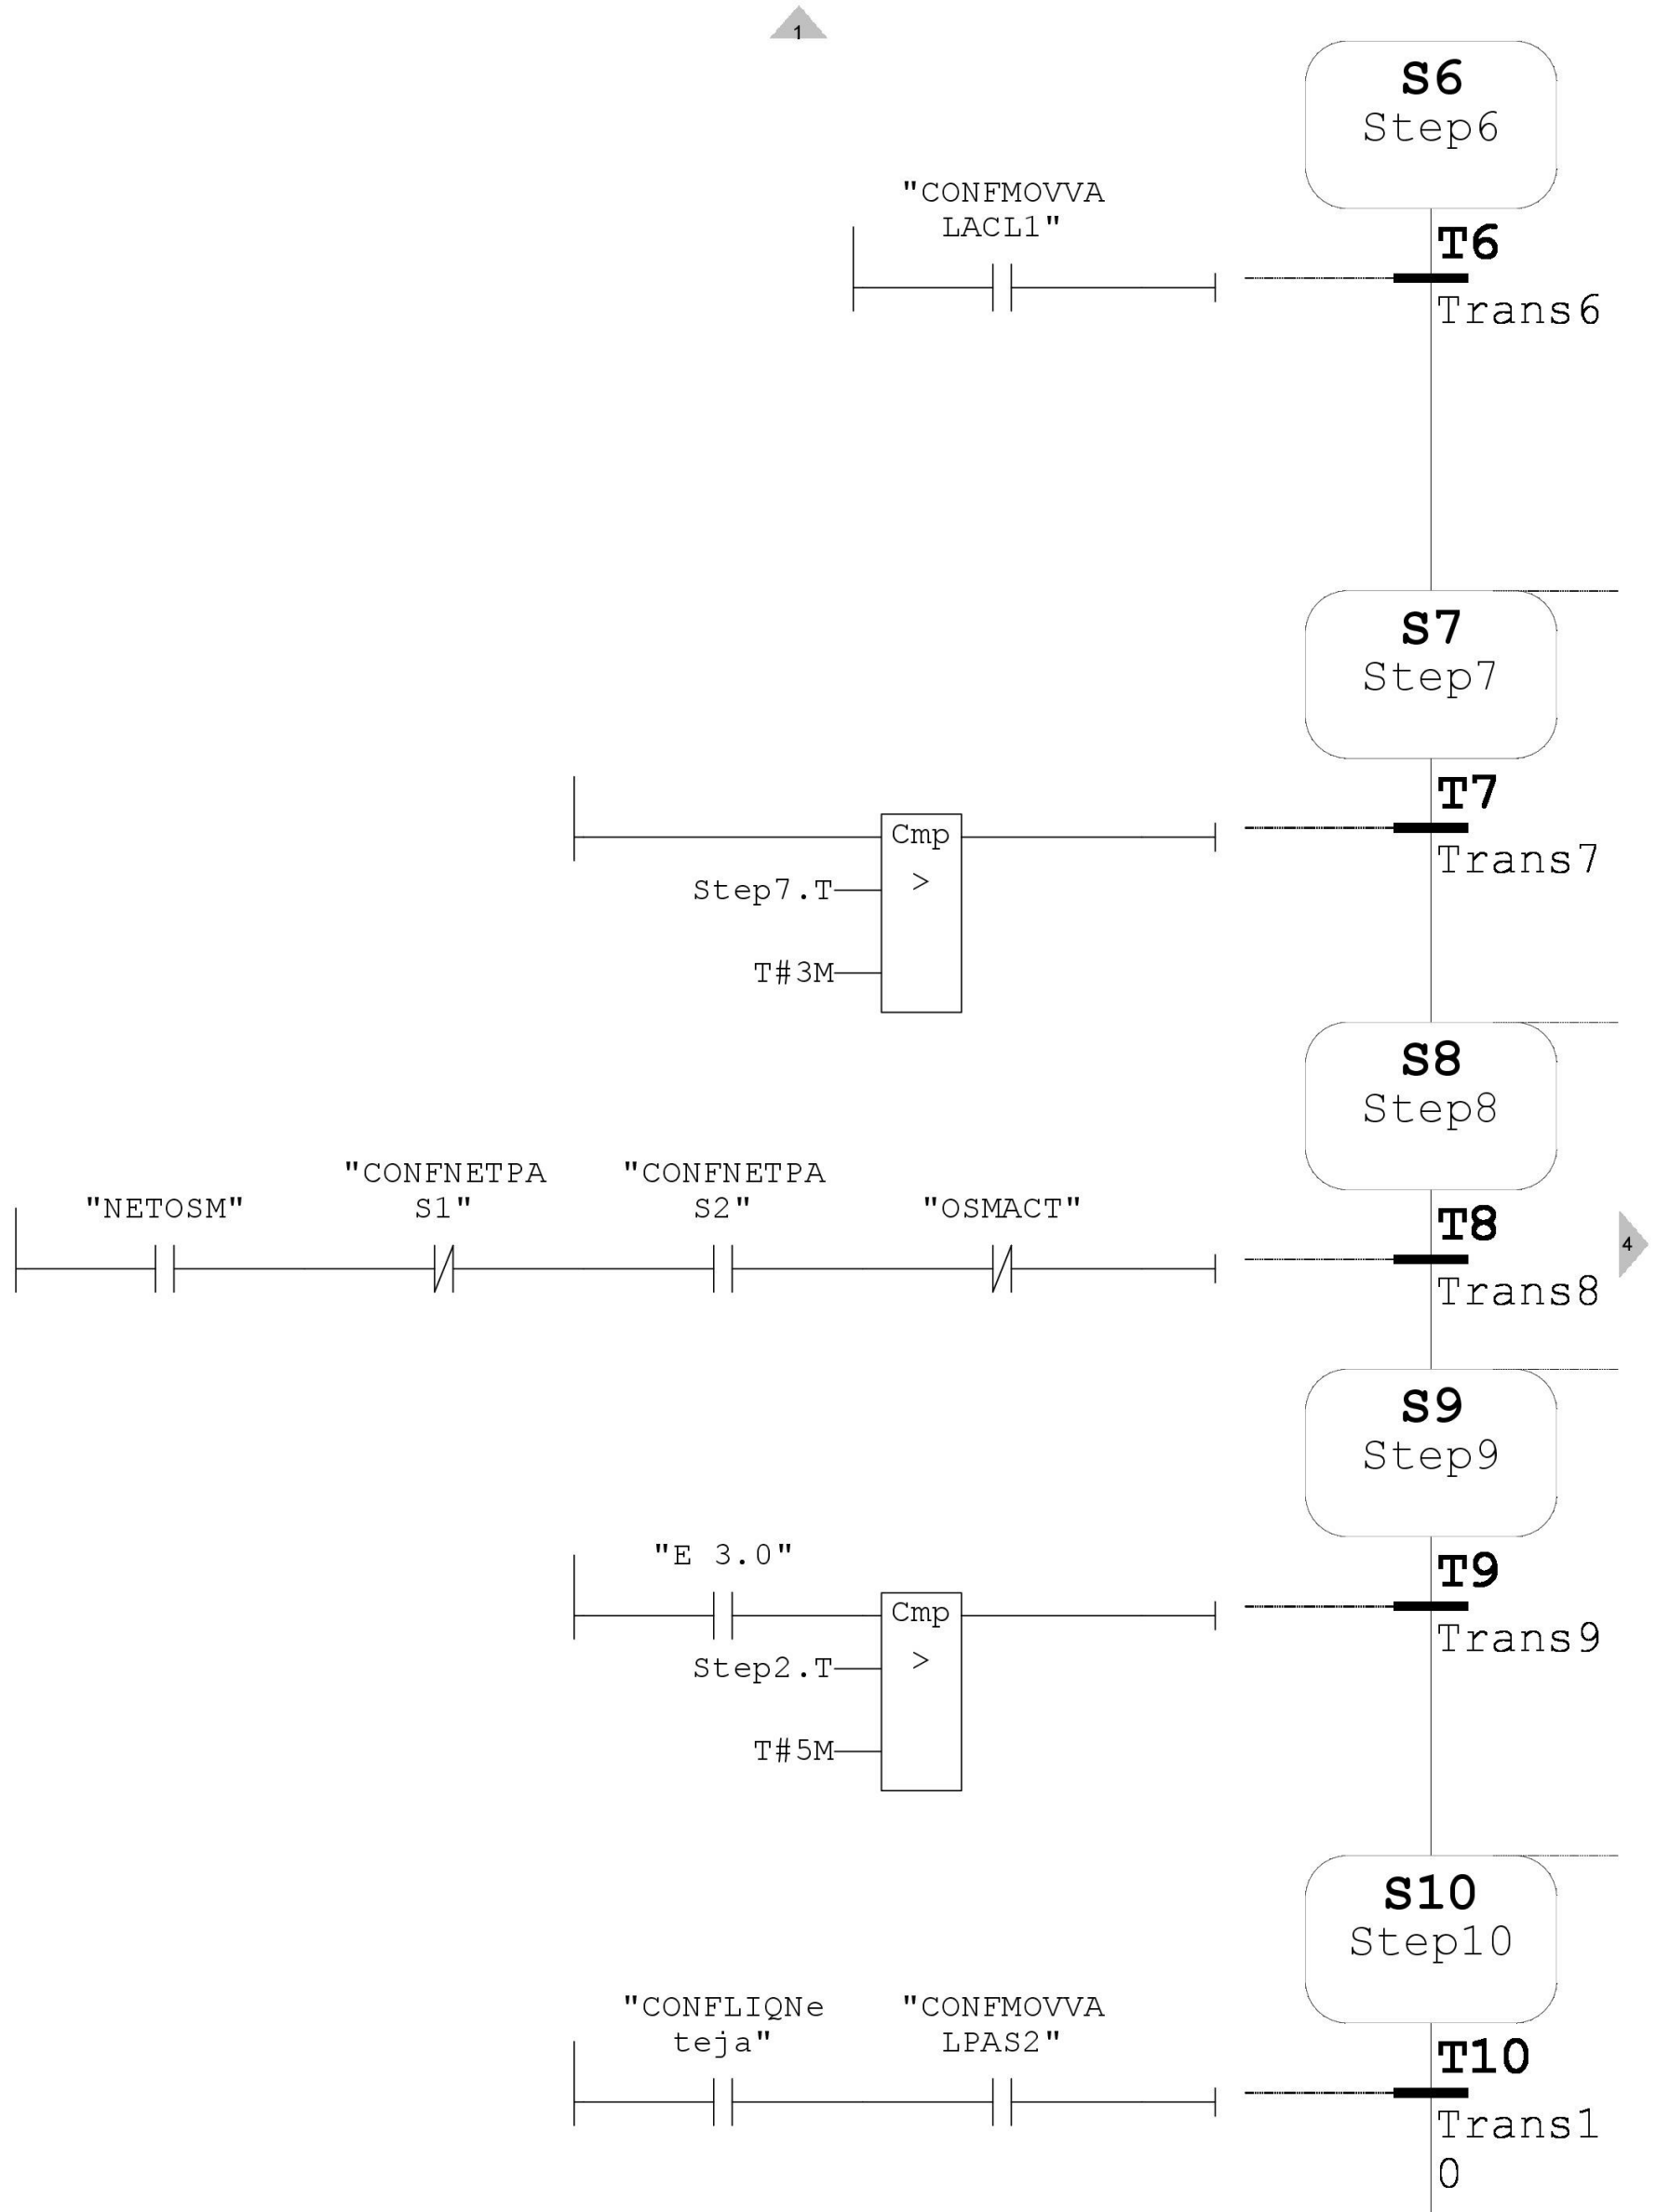 1
S6
Step6
"CONFMOVVA
LACL1"
T6
Trans6
S7
Step7
T7
Cmp
Trans7
Step7.T
>
T#3M
S8
Step8
"NETOSM"
"CONFNETPA
S1"
"CONFNETPA
S2"
"OSMACT"
T8
4
Trans8
S9
Step9
"E 3.0"
T9
Cmp
Trans9
Step2.T
>
T#5M
S10
Step10
"CONFLIQNe
teja"
"CONFMOVVA
LPAS2"
T10
Trans1
0